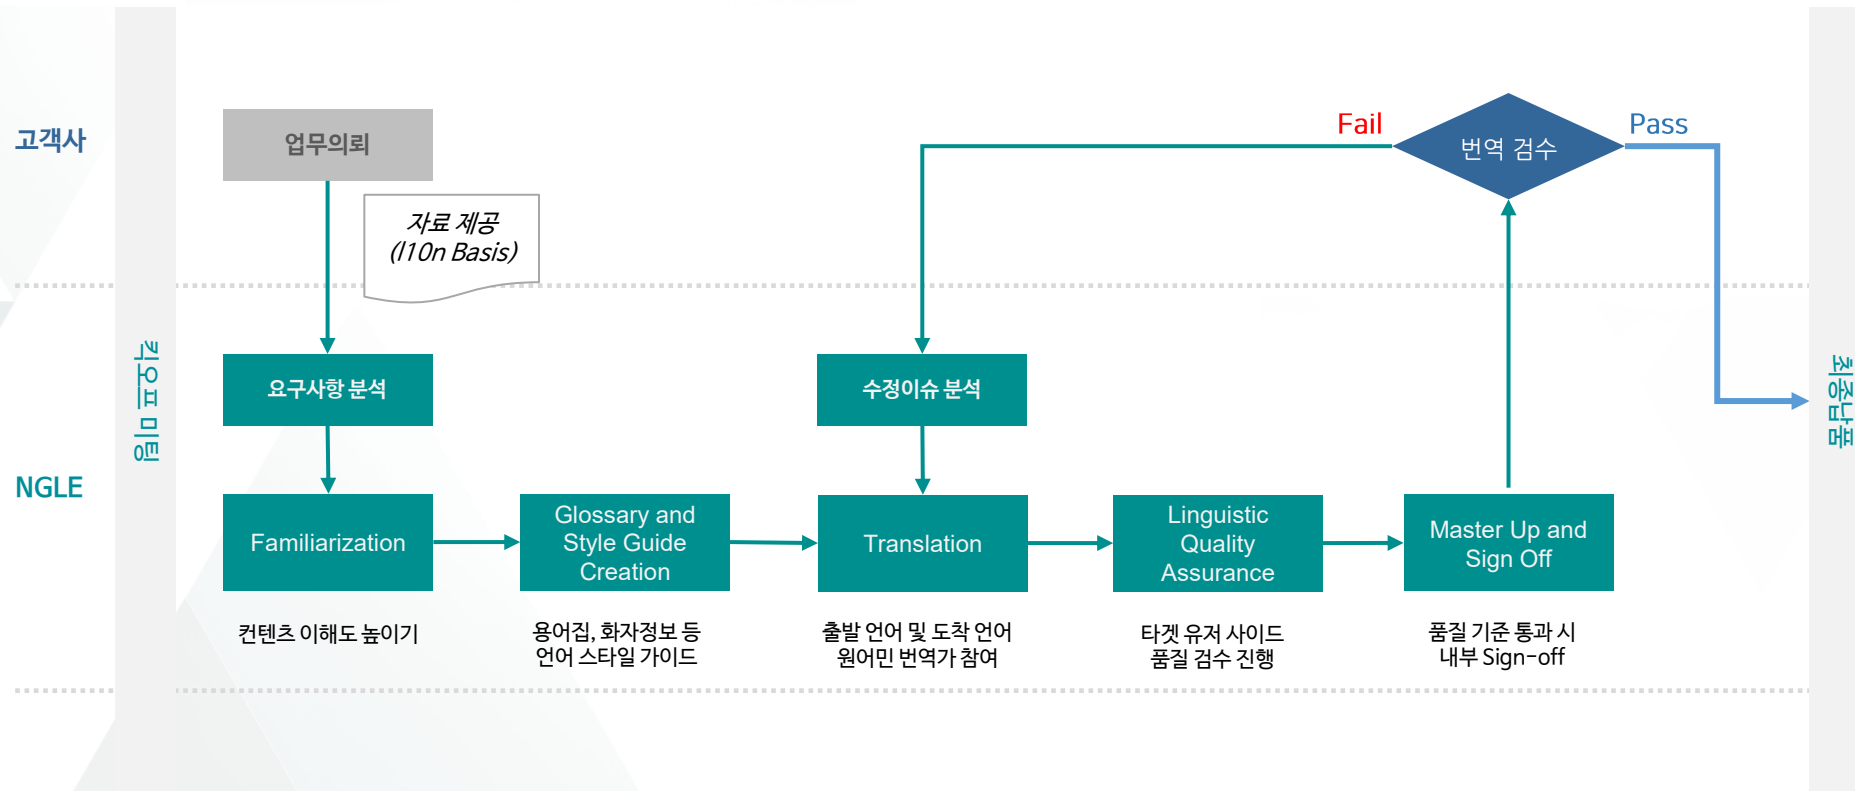 고객사
업무의뢰
자료 제공
(l10n Basis)
Fail
번역 검수
Pass
킥오프 미팅
최종납품
NGLE
요구사항 분석
수정이슈 분석
Familiarization
Glossary and
Style Guide
Creation
Translation
Linguistic
Quality
Assurance
Master Up and
Sign Off
컨텐츠 이해도 높이기
용어집, 화자정보 등
언어 스타일 가이드
출발 언어 및 도착 언어
원어민 번역가 참여
타겟 유저 사이드
품질 검수 진행
품질 기준 통과 시
내부 Sign-off